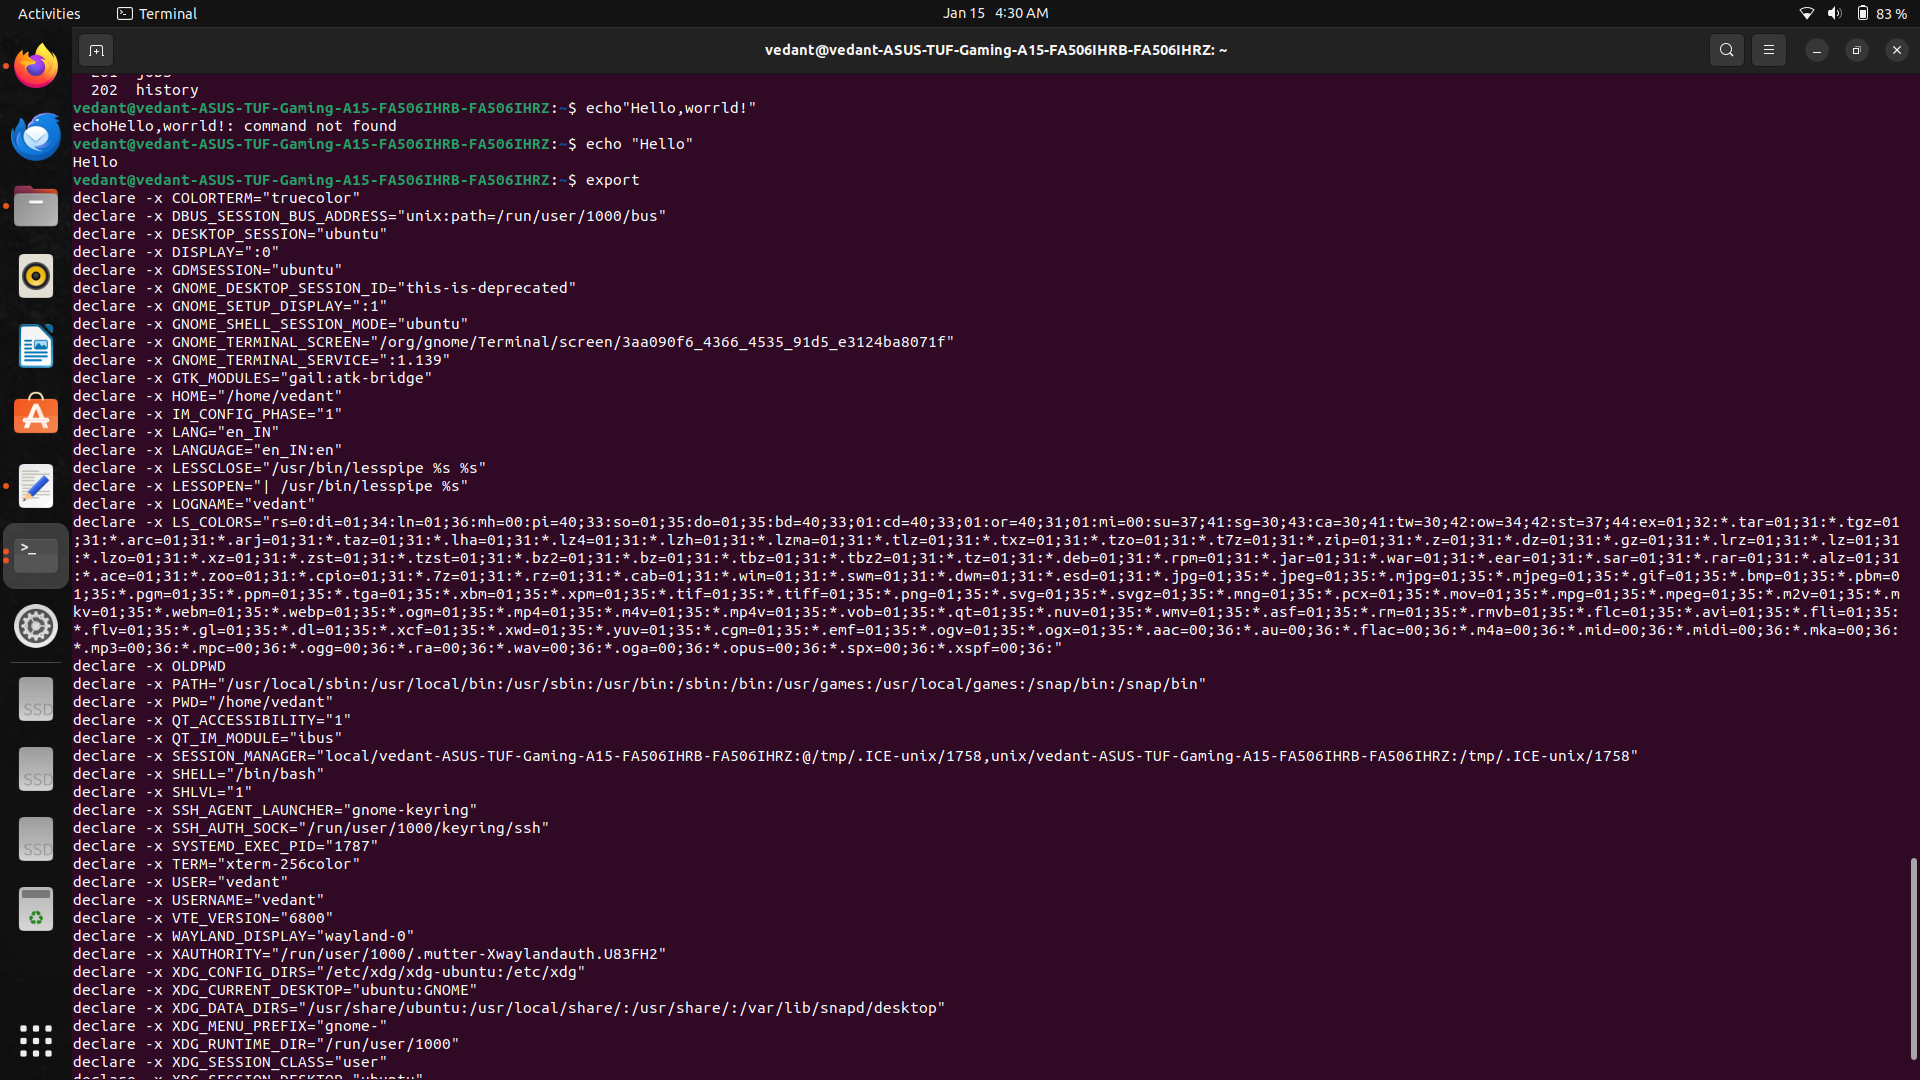 Activities
Terminal
Jan 15 4:30 AM
83 %
vedant@vedant-ASUS-TUF-Gaming-A15-FA506IHRB-FA506IHRZ: ~
202 history
vedant@vedant-ASUS-TUF-Gaming-A15-FA506IHRB-FA506IHRZ:~$ echo"Hello,worrld!"
echoHello,worrld!: command not found
vedant@vedant-ASUS-TUF-Gaming-A15-FA506IHRB-FA506IHRZ:~$ echo "Hello"
Hello
vedant@vedant-ASUS-TUF-Gaming-A15-FA506IHRB-FA506IHRZ:~$ export
declare -x COLORTERM="truecolor"
declare -x DBUS_SESSION_BUS_ADDRESS="unix:path=/run/user/1000/bus"
declare -x DESKTOP_SESSION="ubuntu"
declare -x DISPLAY=":0"
declare -x GDMSESSION="ubuntu"
declare -x GNOME_DESKTOP_SESSION_ID="this-is-deprecated"
declare -x GNOME_SETUP_DISPLAY=":1"
declare -x GNOME_SHELL_SESSION_MODE="ubuntu"
declare -x GNOME_TERMINAL_SCREEN="/org/gnome/Terminal/screen/3aa090f6_4366_4535_91d5_e3124ba8071f"
declare -x GNOME_TERMINAL_SERVICE=":1.139"
declare -x GTK_MODULES="gail:atk-bridge"
declare -x HOME="/home/vedant"
declare -x IM_CONFIG_PHASE="1"
declare -x LANG="en_IN"
declare -x LANGUAGE="en_IN:en"
declare -x LESSCLOSE="/usr/bin/lesspipe %s %s"
declare -x LESSOPEN="| /usr/bin/lesspipe %s"
declare -x LOGNAME="vedant"
declare -x LS_COLORS="rs=0:di=01;34:ln=01;36:mh=00:pi=40;33:so=01;35:do=01;35:bd=40;33;01:cd=40;33;01:or=40;31;01:mi=00:su=37;41:sg=30;43:ca=30;41:tw=30;42:ow=34;42:st=37;44:ex=01;32:*.tar=01;31:*.tgz=01
;31:*.arc=01;31:*.arj=01;31:*.taz=01;31:*.lha=01;31:*.lz4=01;31:*.lzh=01;31:*.lzma=01;31:*.tlz=01;31:*.txz=01;31:*.tzo=01;31:*.t7z=01;31:*.zip=01;31:*.z=01;31:*.dz=01;31:*.gz=01;31:*.lrz=01;31:*.lz=01;31
:*.lzo=01;31:*.xz=01;31:*.zst=01;31:*.tzst=01;31:*.bz2=01;31:*.bz=01;31:*.tbz=01;31:*.tbz2=01;31:*.tz=01;31:*.deb=01;31:*.rpm=01;31:*.jar=01;31:*.war=01;31:*.ear=01;31:*.sar=01;31:*.rar=01;31:*.alz=01;31
:*.ace=01;31:*.zoo=01;31:*.cpio=01;31:*.7z=01;31:*.rz=01;31:*.cab=01;31:*.wim=01;31:*.swm=01;31:*.dwm=01;31:*.esd=01;31:*.jpg=01;35:*.jpeg=01;35:*.mjpg=01;35:*.mjpeg=01;35:*.gif=01;35:*.bmp=01;35:*.pbm=0
1;35:*.pgm=01;35:*.ppm=01;35:*.tga=01;35:*.xbm=01;35:*.xpm=01;35:*.tif=01;35:*.tiff=01;35:*.png=01;35:*.svg=01;35:*.svgz=01;35:*.mng=01;35:*.pcx=01;35:*.mov=01;35:*.mpg=01;35:*.mpeg=01;35:*.m2v=01;35:*.m
kv=01;35:*.webm=01;35:*.webp=01;35:*.ogm=01;35:*.mp4=01;35:*.m4v=01;35:*.mp4v=01;35:*.vob=01;35:*.qt=01;35:*.nuv=01;35:*.wmv=01;35:*.asf=01;35:*.rm=01;35:*.rmvb=01;35:*.flc=01;35:*.avi=01;35:*.fli=01;35:
*.flv=01;35:*.gl=01;35:*.dl=01;35:*.xcf=01;35:*.xwd=01;35:*.yuv=01;35:*.cgm=01;35:*.emf=01;35:*.ogv=01;35:*.ogx=01;35:*.aac=00;36:*.au=00;36:*.flac=00;36:*.m4a=00;36:*.mid=00;36:*.midi=00;36:*.mka=00;36:
*.mp3=00;36:*.mpc=00;36:*.ogg=00;36:*.ra=00;36:*.wav=00;36:*.oga=00;36:*.opus=00;36:*.spx=00;36:*.xspf=00;36:"
declare -x OLDPWD
declare -x PATH="/usr/local/sbin:/usr/local/bin:/usr/sbin:/usr/bin:/sbin:/bin:/usr/games:/usr/local/games:/snap/bin:/snap/bin"
declare -x PWD="/home/vedant"
declare -x QT_ACCESSIBILITY="1"
declare -x QT_IM_MODULE="ibus"
declare -x SESSION_MANAGER="local/vedant-ASUS-TUF-Gaming-A15-FA506IHRB-FA506IHRZ:@/tmp/.ICE-unix/1758,unix/vedant-ASUS-TUF-Gaming-A15-FA506IHRB-FA506IHRZ:/tmp/.ICE-unix/1758"
declare -x SHELL="/bin/bash"
declare -x SHLVL="1"
declare -x SSH_AGENT_LAUNCHER="gnome-keyring"
declare -x SSH_AUTH_SOCK="/run/user/1000/keyring/ssh"
declare -x SYSTEMD_EXEC_PID="1787"
declare -x TERM="xterm-256color"
declare -x USER="vedant"
declare -x USERNAME="vedant"
declare -x VTE_VERSION="6800"
declare -x WAYLAND_DISPLAY="wayland-0"
declare -x XAUTHORITY="/run/user/1000/.mutter-Xwaylandauth.U83FH2"
declare -x XDG_CONFIG_DIRS="/etc/xdg/xdg-ubuntu:/etc/xdg"
declare -x XDG_CURRENT_DESKTOP="ubuntu:GNOME"
declare -x XDG_DATA_DIRS="/usr/share/ubuntu:/usr/local/share/:/usr/share/:/var/lib/snapd/desktop"
declare -x XDG_MENU_PREFIX="gnome-"
declare -x XDG_RUNTIME_DIR="/run/user/1000"
declare -x XDG_SESSION_CLASS="user"
SSD
SSD
SSD